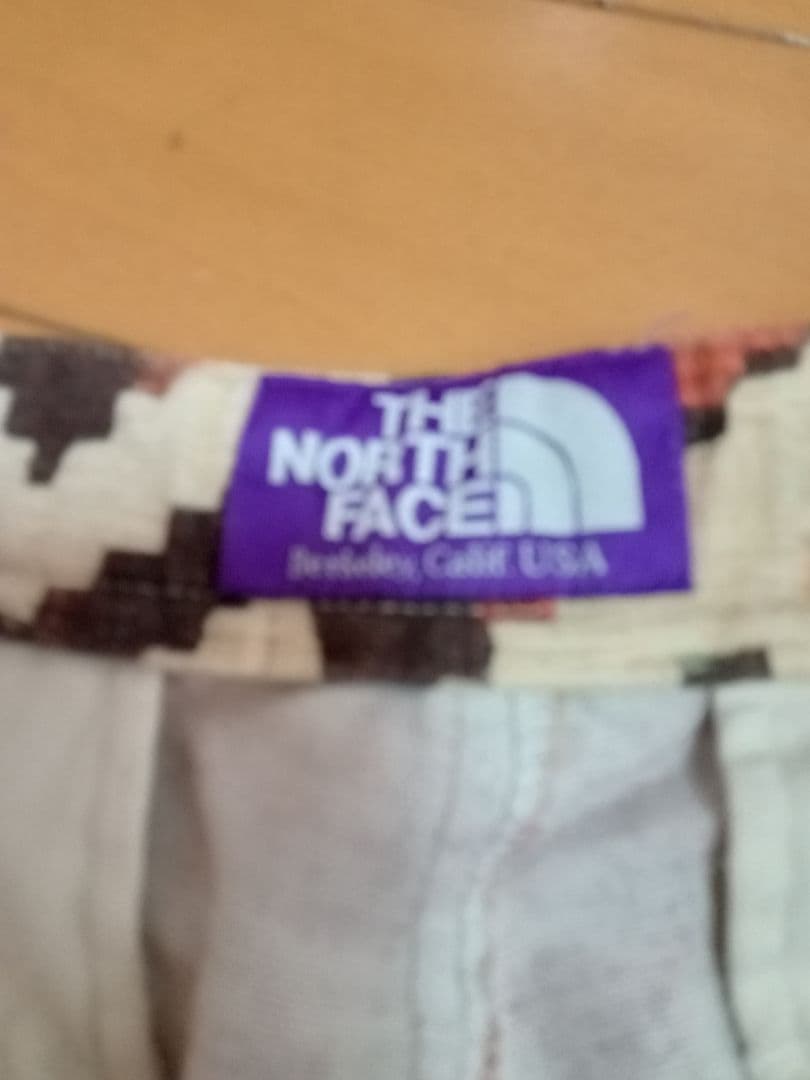 THE
NORTH
FACE
Berkeley, Calif. USA